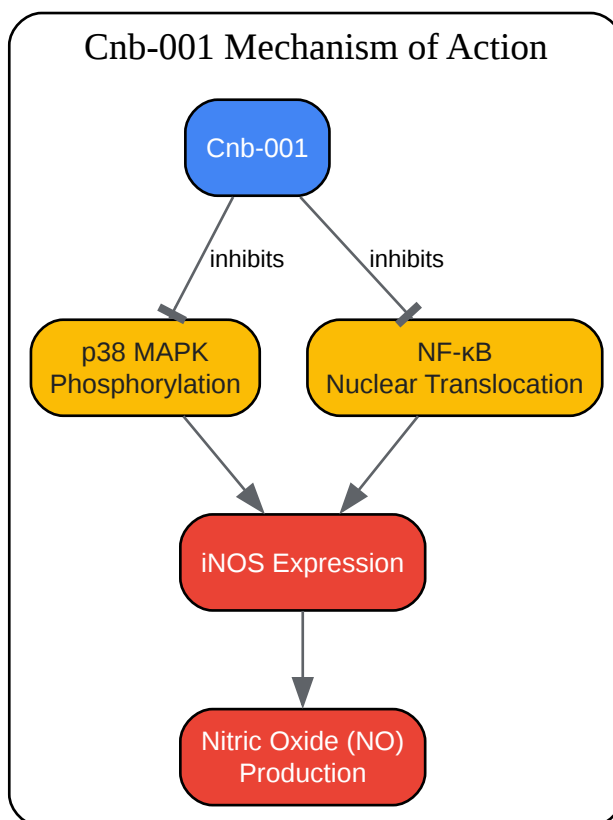 Cnb-001 Mechanism of Action
Cnb-001
inhibits
inhibits
p38 MAPK
Phosphorylation
NF-κB
Nuclear Translocation
iNOS Expression
Nitric Oxide (NO)
Production